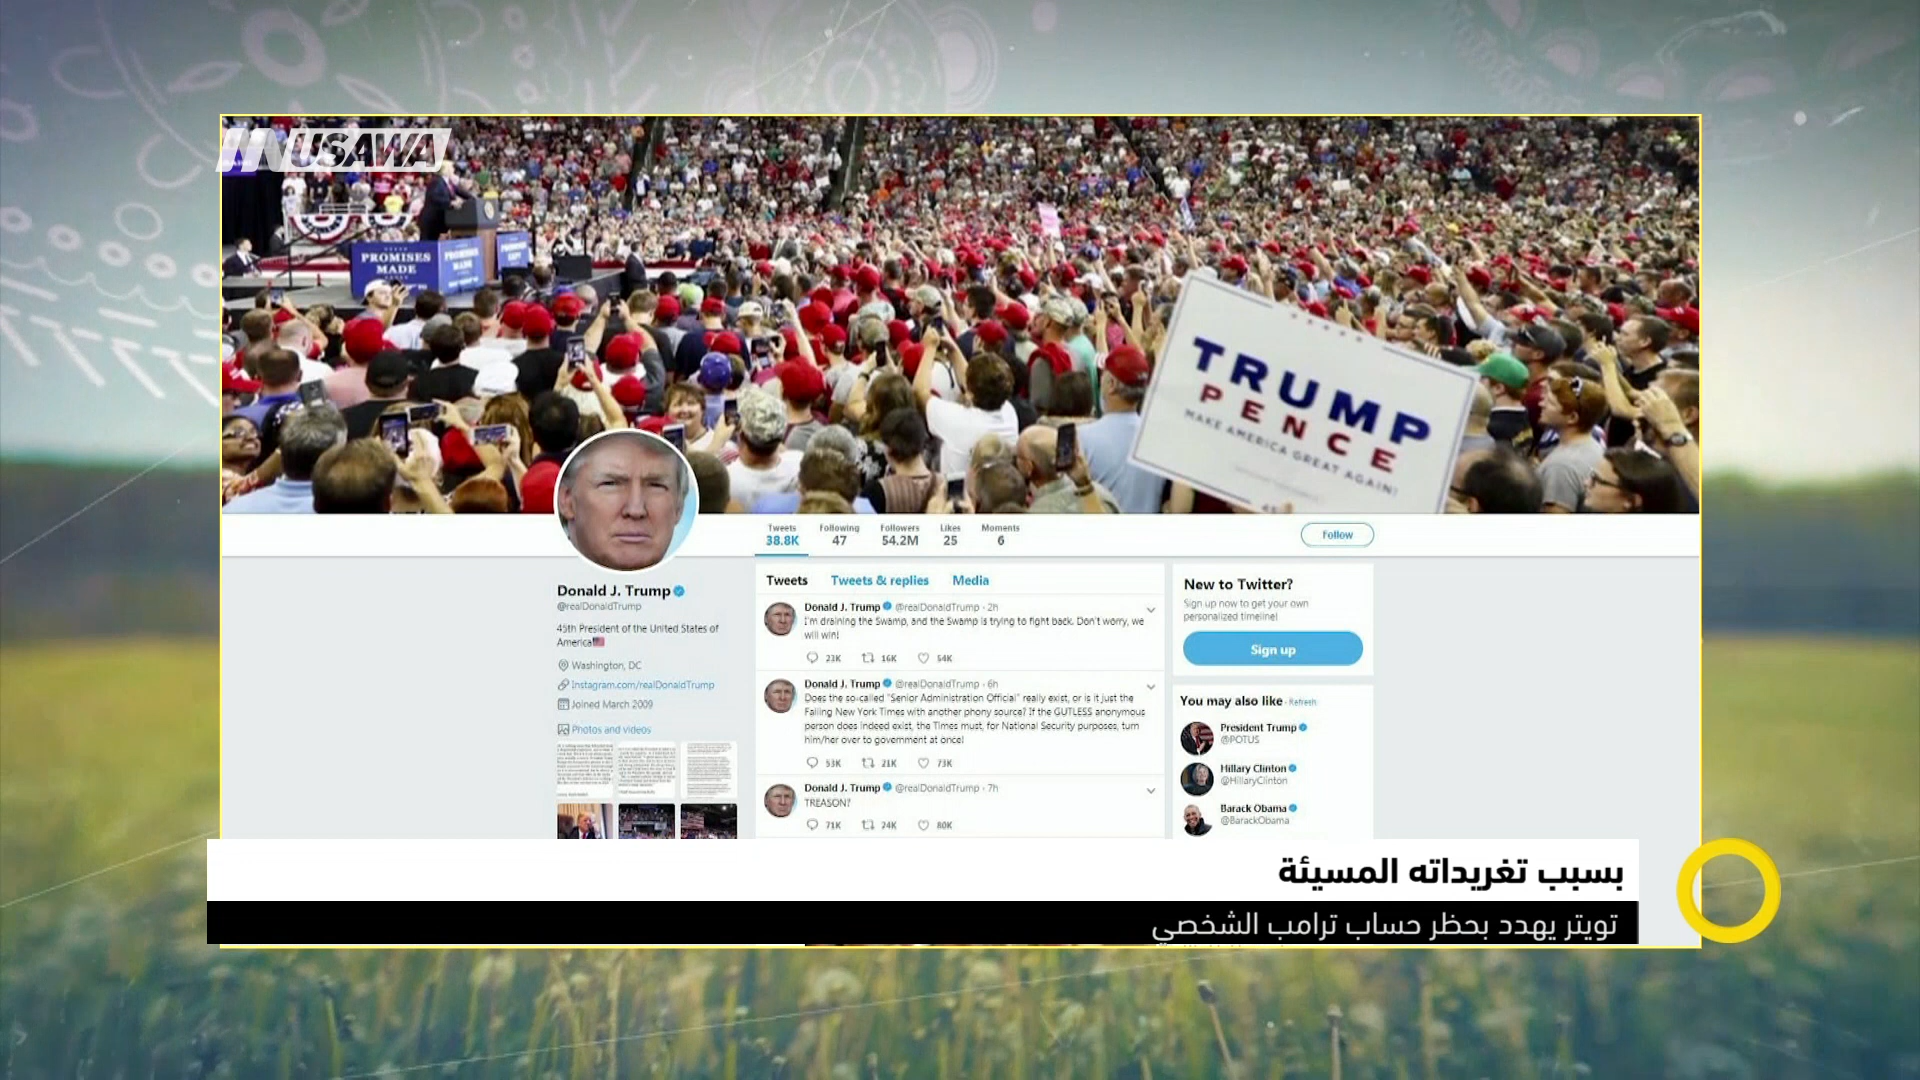 MUSAWA
PROMISES
MADE
PROMISES
MADE
TRUMP
PENCE
MAKE AMERICA GREAT AGAIN!
Tweets Following Followers Likes Moments
38.8K 47 54.2M 25 6
Follow
Donald J. Trump
@realDonaldTrump
45th President of the United States of
America
Washington, DC
Instagram.com/realDonaldTrump
Joined March 2009
Photos and videos
Tweets Tweets & replies Media
Donald J. Trump @realDonaldTrump · 2h
I'm draining the Swamp, and the Swamp is trying to fight back. Don't worry, we
will win!
23K 16K 54K
Donald J. Trump @realDonaldTrump · 6h
Does the so-called "Senior Administration Official" really exist, or is it just the
Failing New York Times with another phony source? If the GUTLESS anonymous
person does indeed exist, the Times must, for National Security purposes, turn
him/her over to government at once!
53K 21K 73K
Donald J. Trump @realDonaldTrump · 7h
TREASON?
71K 24K 80K
New to Twitter?
Sign up now to get your own
personalized timeline!
Sign up
You may also like · Refresh
President Trump
@POTUS
Hillary Clinton
@HillaryClinton
Barack Obama
@BarackObama
بسبب تغريداته المسيئة
تويتر يهدد بحظر حساب ترامب الشخصي